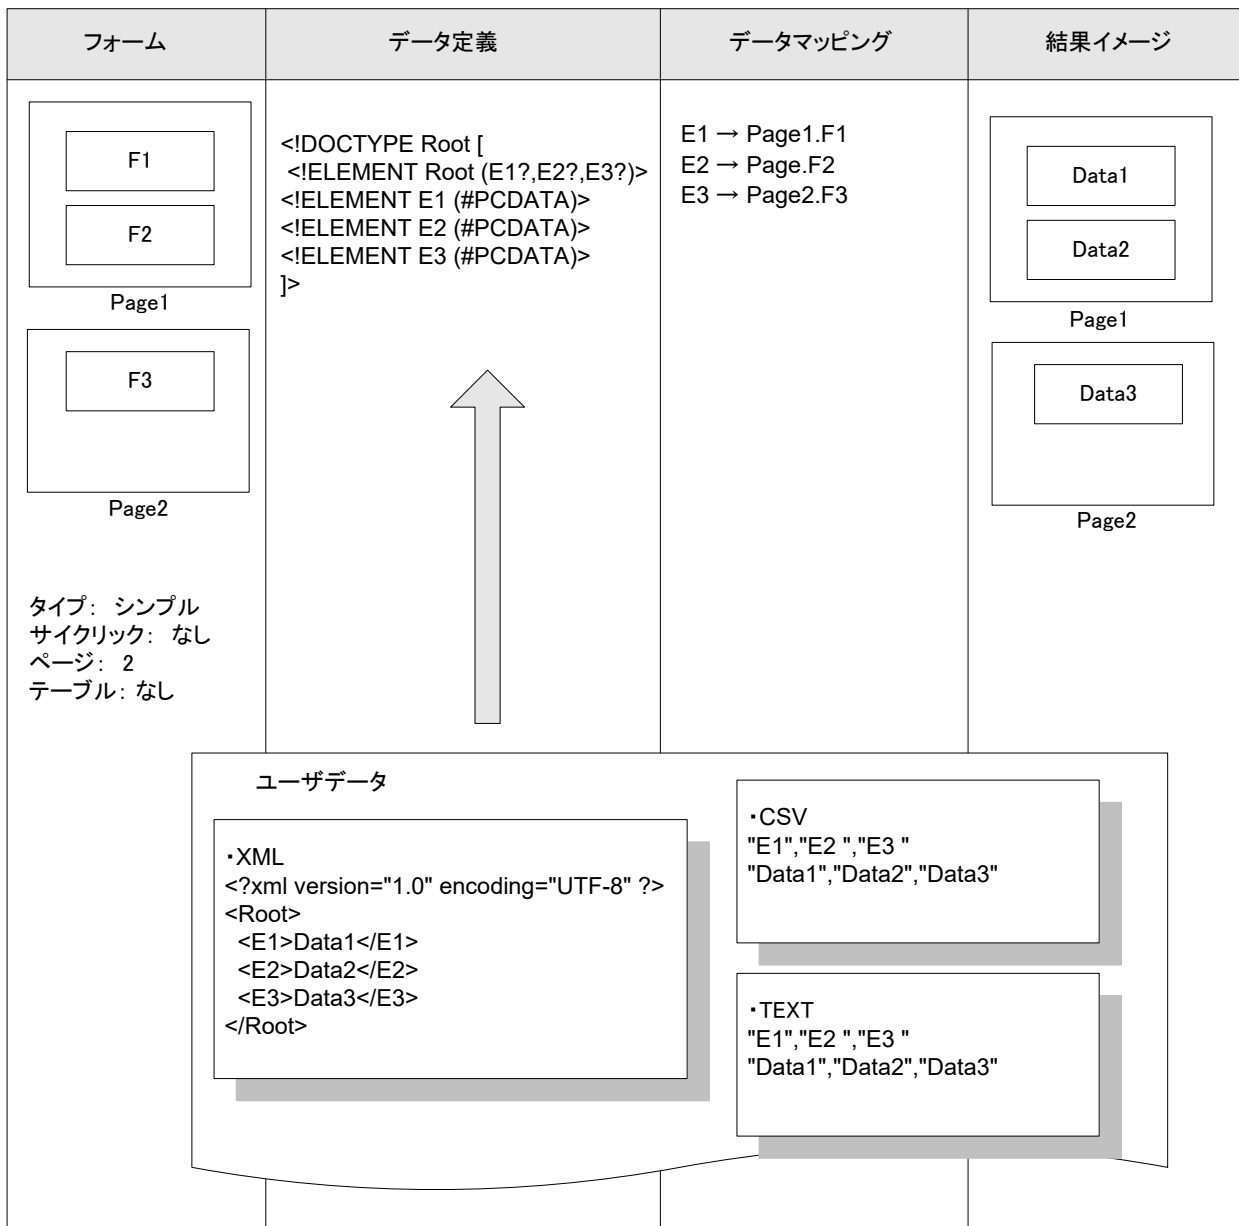 フォーム
データ定義
データマッピング
結果イメージ
F1
F2
Page1
F3
Page2
タイプ： シンプル
サイクリック： なし
ページ： 2
テーブル：なし
<!DOCTYPE Root [
<!ELEMENT Root (E1?,E2?,E3?)>
<!ELEMENT E1 (#PCDATA)>
<!ELEMENT E2 (#PCDATA)>
<!ELEMENT E3 (#PCDATA)>
]>
E1 → Page1.F1
E2 → Page.F2
E3 → Page2.F3
Data1
Data2
Page1
Data3
Page2
ユーザデータ
・XML
<?xml version="1.0" encoding="UTF-8" ?>
<Root>
<E1>Data1</E1>
<E2>Data2</E2>
<E3>Data3</E3>
</Root>
・CSV
"E1","E2 ","E3 "
"Data1","Data2","Data3"
・TEXT
"E1","E2 ","E3 "
"Data1","Data2","Data3"